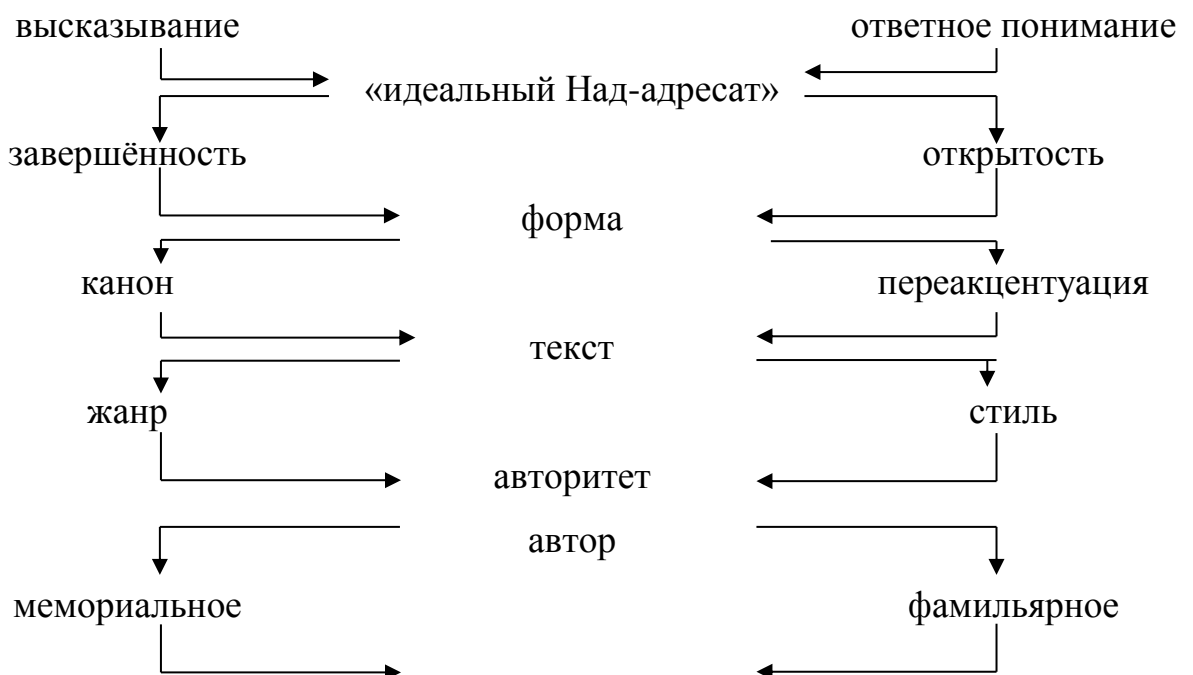 высказывание ответное понимание
«идеальный Над-адресат»
завершённость открытость
форма
канон переакцентуация
текст
жанр стиль
авторитет
автор
мемориальное фамильярное